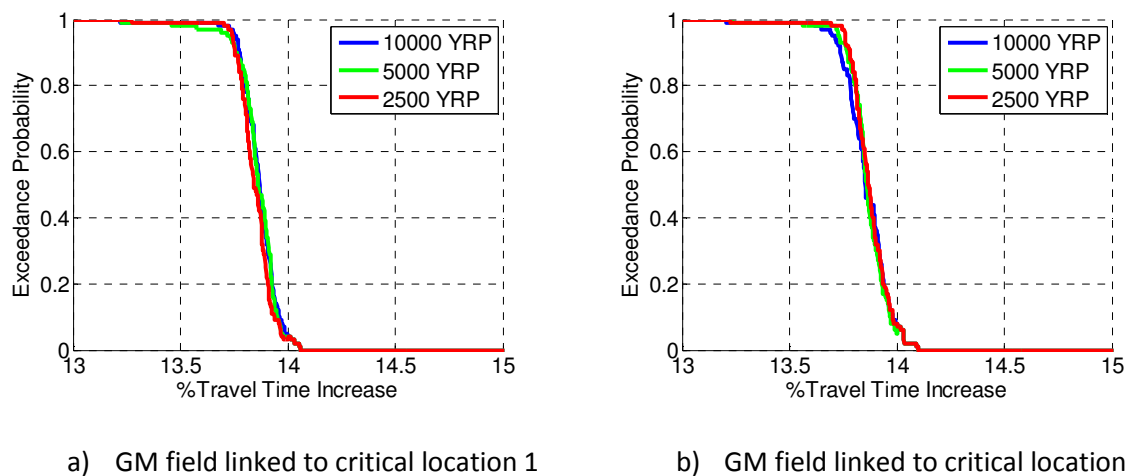 1
0.8
0.6
0.4
0.2
0
Exceedance Probability
13
13.5
14
14.5
15
%Travel Time Increase
10000 YRP
5000 YRP
2500 YRP
a) GM field linked to critical location 1
1
0.8
0.6
0.4
0.2
0
Exceedance Probability
13
13.5
14
14.5
15
%Travel Time Increase
10000 YRP
5000 YRP
2500 YRP
b) GM field linked to critical location